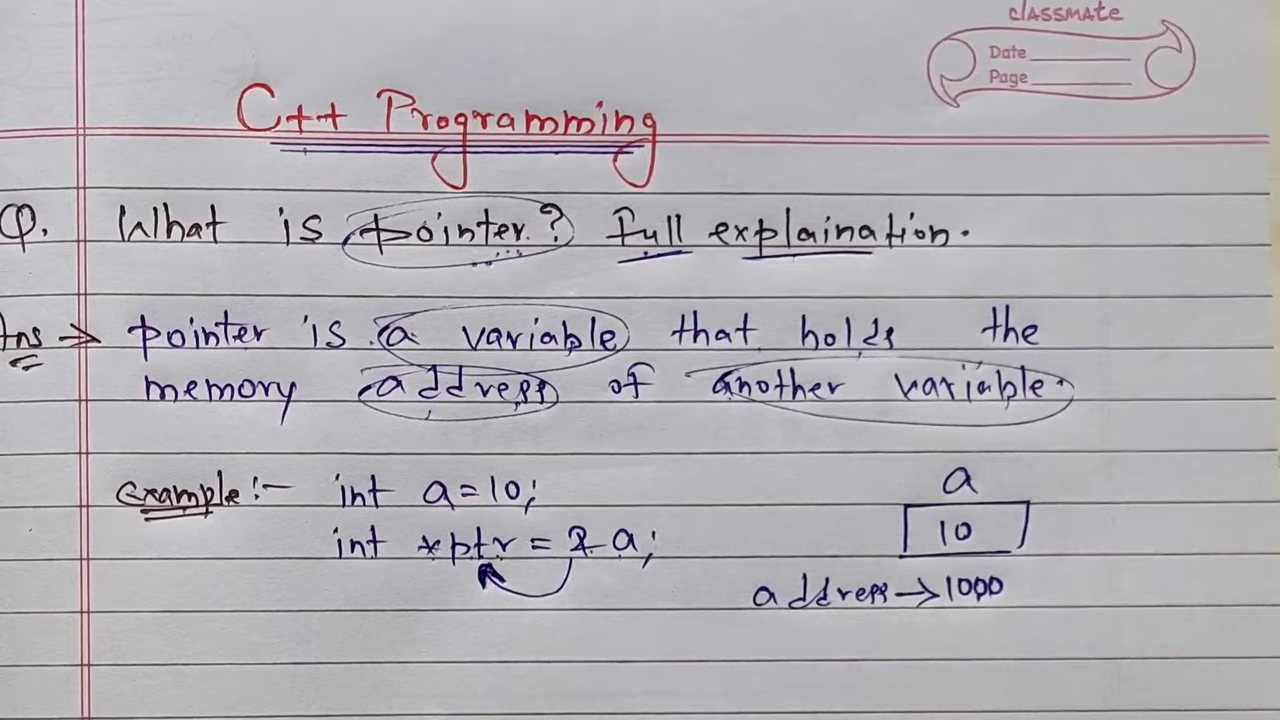 classmate
Date
Page
C++ Programming
Q. What is pointer? Full explaination.
Ans → pointer is a variable that holds the
memory address of another variable.
Example :- int a=10;
int *ptr = & a;
a
10
address → 1000